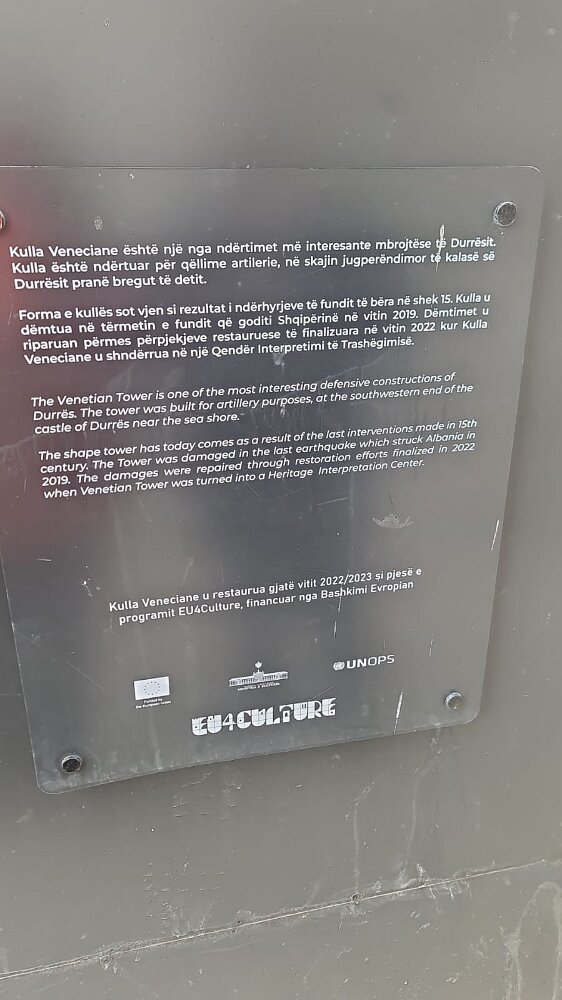 Kulla Veneciane është një nga ndërtimet më interesante mbrojtëse të Durrësit.
Kulla është ndërtuar për qëllime artilerie, në skajin jugperëndimor të kalasë së
Durrësit pranë bregut të detit.
Forma e kullës sot vjen si rezultat i ndërhyrjeve të fundit të bëra në shek 15. Kulla u
dëmtua në tërmetin e fundit që goditi Shqipërinë në vitin 2019. Dëmtimet u
riparuan përmes përpjekjeve restauruese të finalizuara në vitin 2022 kur Kulla
Veneciane u shndërrua në një Qendër Interpretimi të Trashëgimisë.
The Venetian Tower is one of the most interesting defensive constructions of
Durrës. The tower was built for artillery purposes, at the southwestern end of the
castle of Durrës near the sea shore.
The shape tower has today comes as a result of the last interventions made in 15th
century. The Tower was damaged in the last earthquake which struck Albania in
2019. The damages were repaired through restoration efforts finalized in 2022
when Venetian Tower was turned into a Heritage Interpretation Center.
Kulla Veneciane u restaurua gjatë vitit 2022/2023 si pjesë e
programit EU4Culture, financuar nga Bashkimi Evropian
Funded by
the European Union
UNOPS
EU4CULTURE